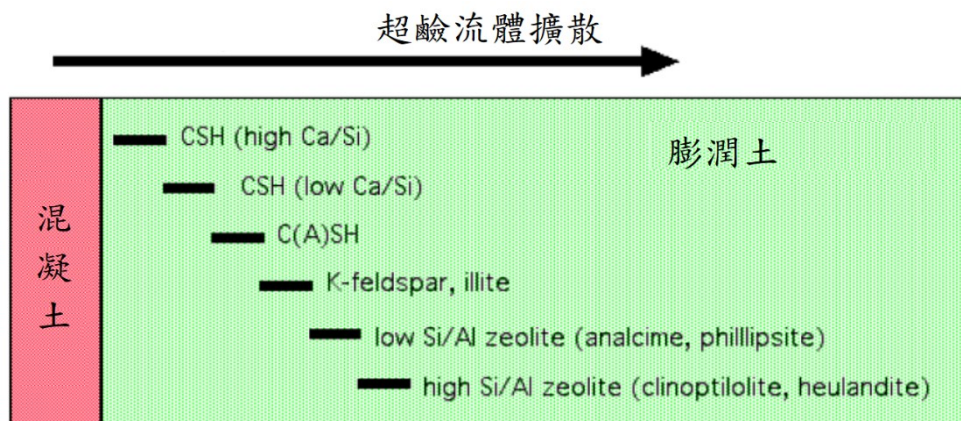 超鹼流體擴散
混凝土
膨潤土
CSH (high Ca/Si)
CSH (low Ca/Si)
C(A)SH
K-feldspar, illite
low Si/Al zeolite (analcime, philllipsite)
high Si/Al zeolite (clinoptilolite, heulandite)